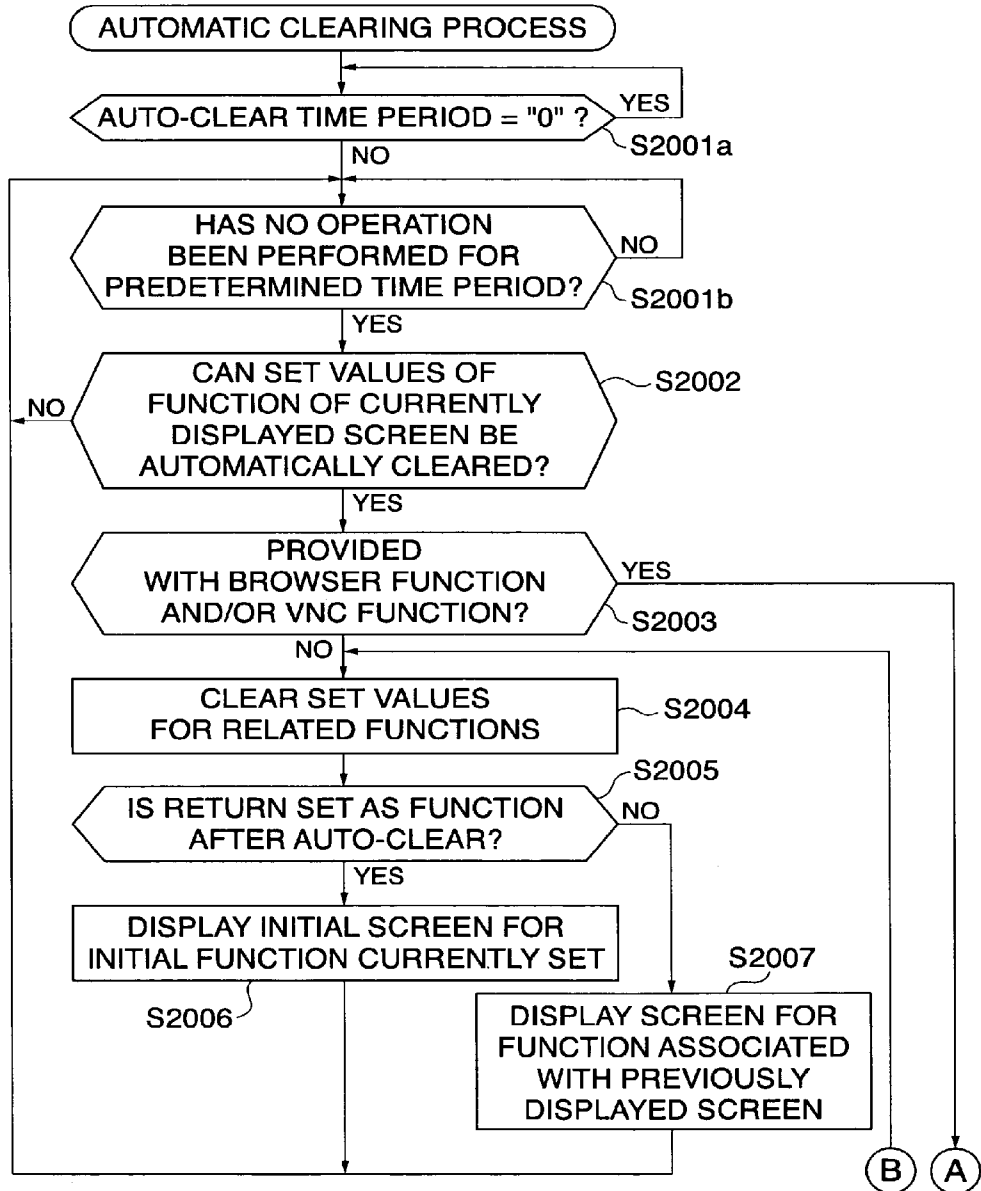 AUTOMATIC CLEARING PROCESS
AUTO-CLEAR TIME PERIOD = "0" ?
YES
S2001a
NO
HAS NO OPERATION
BEEN PERFORMED FOR
PREDETERMINED TIME PERIOD?
NO
S2001b
YES
CAN SET VALUES OF
FUNCTION OF CURRENTLY
DISPLAYED SCREEN BE
AUTOMATICALLY CLEARED?
S2002
NO
YES
PROVIDED
WITH BROWSER FUNCTION
AND/OR VNC FUNCTION?
YES
S2003
NO
CLEAR SET VALUES
FOR RELATED FUNCTIONS
S2004
S2005
IS RETURN SET AS FUNCTION
AFTER AUTO-CLEAR?
NO
YES
DISPLAY INITIAL SCREEN FOR
INITIAL FUNCTION CURRENTLY SET
S2006
S2007
DISPLAY SCREEN FOR
FUNCTION ASSOCIATED
WITH PREVIOUSLY
DISPLAYED SCREEN
B
A